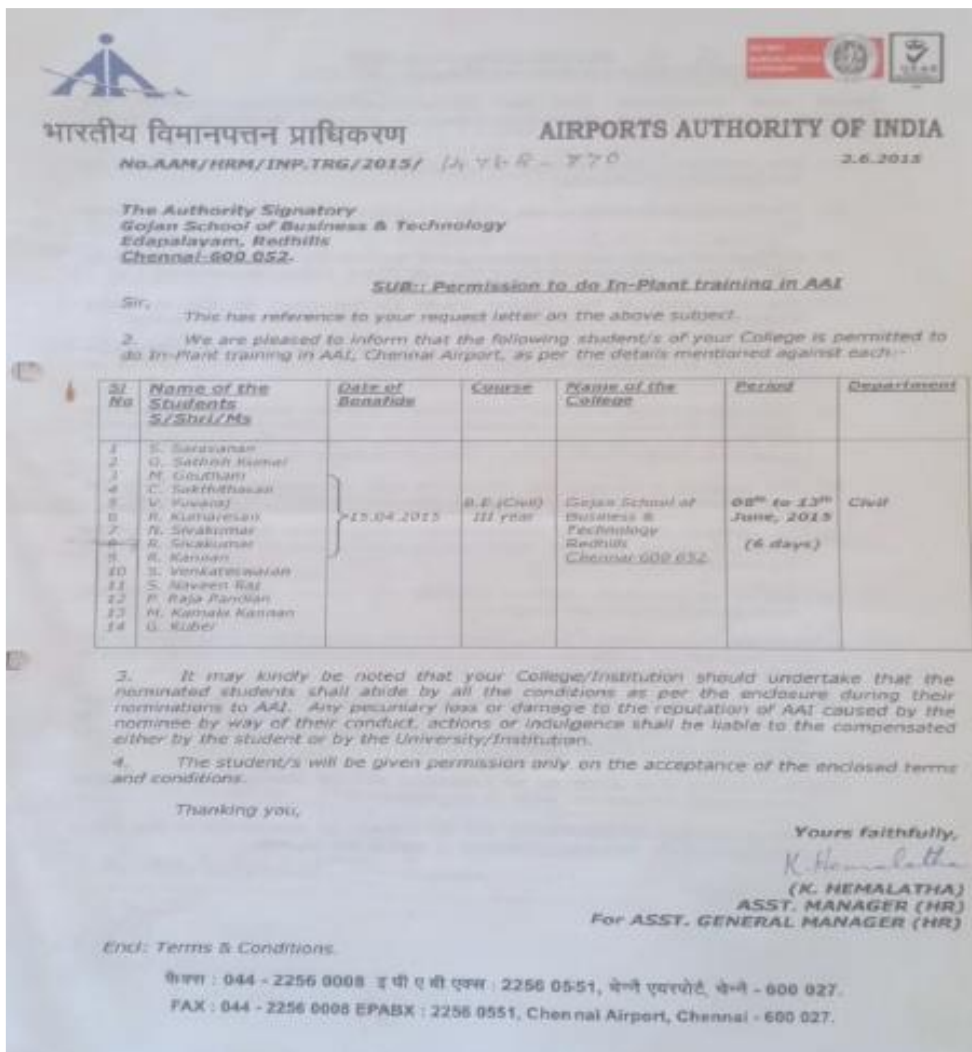 भारतीय विमानपत्तन प्राधिकरण
AIRPORTS AUTHORITY OF INDIA
No.AAM/HRM/INP.TRG/2015/
2.6.2015
The Authority Signatory
Gojan School of Business & Technology
Edapalayam, Redhills
Chennai-600 052.
SUB:: Permission to do In-Plant training in AAI
Sir,
This has reference to your request letter on the above subject.
2. We are pleased to inform that the following student/s of your College is permitted to
do In-Plant training in AAI, Chennai Airport, as per the details mentioned against each:-
Sl No Name of the Students S/Shri/Ms Date of Bonafide Course Name of the College Period Department
1 S. Saravanan
2 G. Sathish Kumar
3 M. Goutham
4 C. Sakthithasan
5 V. Yuvaraj
6 R. Kumaresan
7 N. Sivakumar
8 R. Sivakumar
9 R. Kannan
10 S. Venkateswaran
11 S. Naveen Raj
12 P. Raja Pandian
13 M. Kamala Kannan
14 G. Kuber
15.04.2015
B.E.(Civil)
III year
Gojan School of
Business &
Technology
Redhills
Chennai 600 052
08th to 13th
June, 2015
(6 days)
Civil
3. It may kindly be noted that your College/Institution should undertake that the
nominated students shall abide by all the conditions as per the enclosure during their
nominations to AAI. Any pecuniary loss or damage to the reputation of AAI caused by the
nominee by way of their conduct, actions or indulgence shall be liable to the compensated
either by the student or by the University/Institution.
4. The student/s will be given permission only on the acceptance of the enclosed terms
and conditions.
Thanking you,
Yours faithfully,
K. Hemalatha
(K. HEMALATHA)
ASST. MANAGER (HR)
For ASST. GENERAL MANAGER (HR)
Encl: Terms & Conditions.
फैक्स : 044 - 2256 0008 इ पी ए बी एक्स : 2256 0551, चेन्नै एयरपोर्ट, चेन्नै - 600 027.
FAX : 044 - 2256 0008 EPABX : 2256 0551, Chennai Airport, Chennai - 600 027.